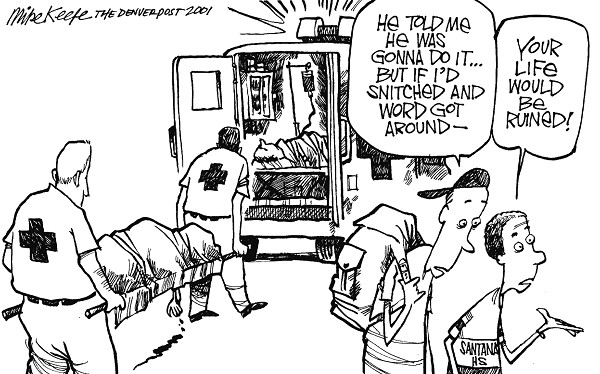 Mike Keefe THE DENVER POST 2001
HE TOLD ME
HE WAS
GONNA DO IT...
BUT IF I'D
SNITCHED AND
WORD GOT
AROUND—
YOUR
LIFE
WOULD
BE
RUINED!
SANTANA
HS